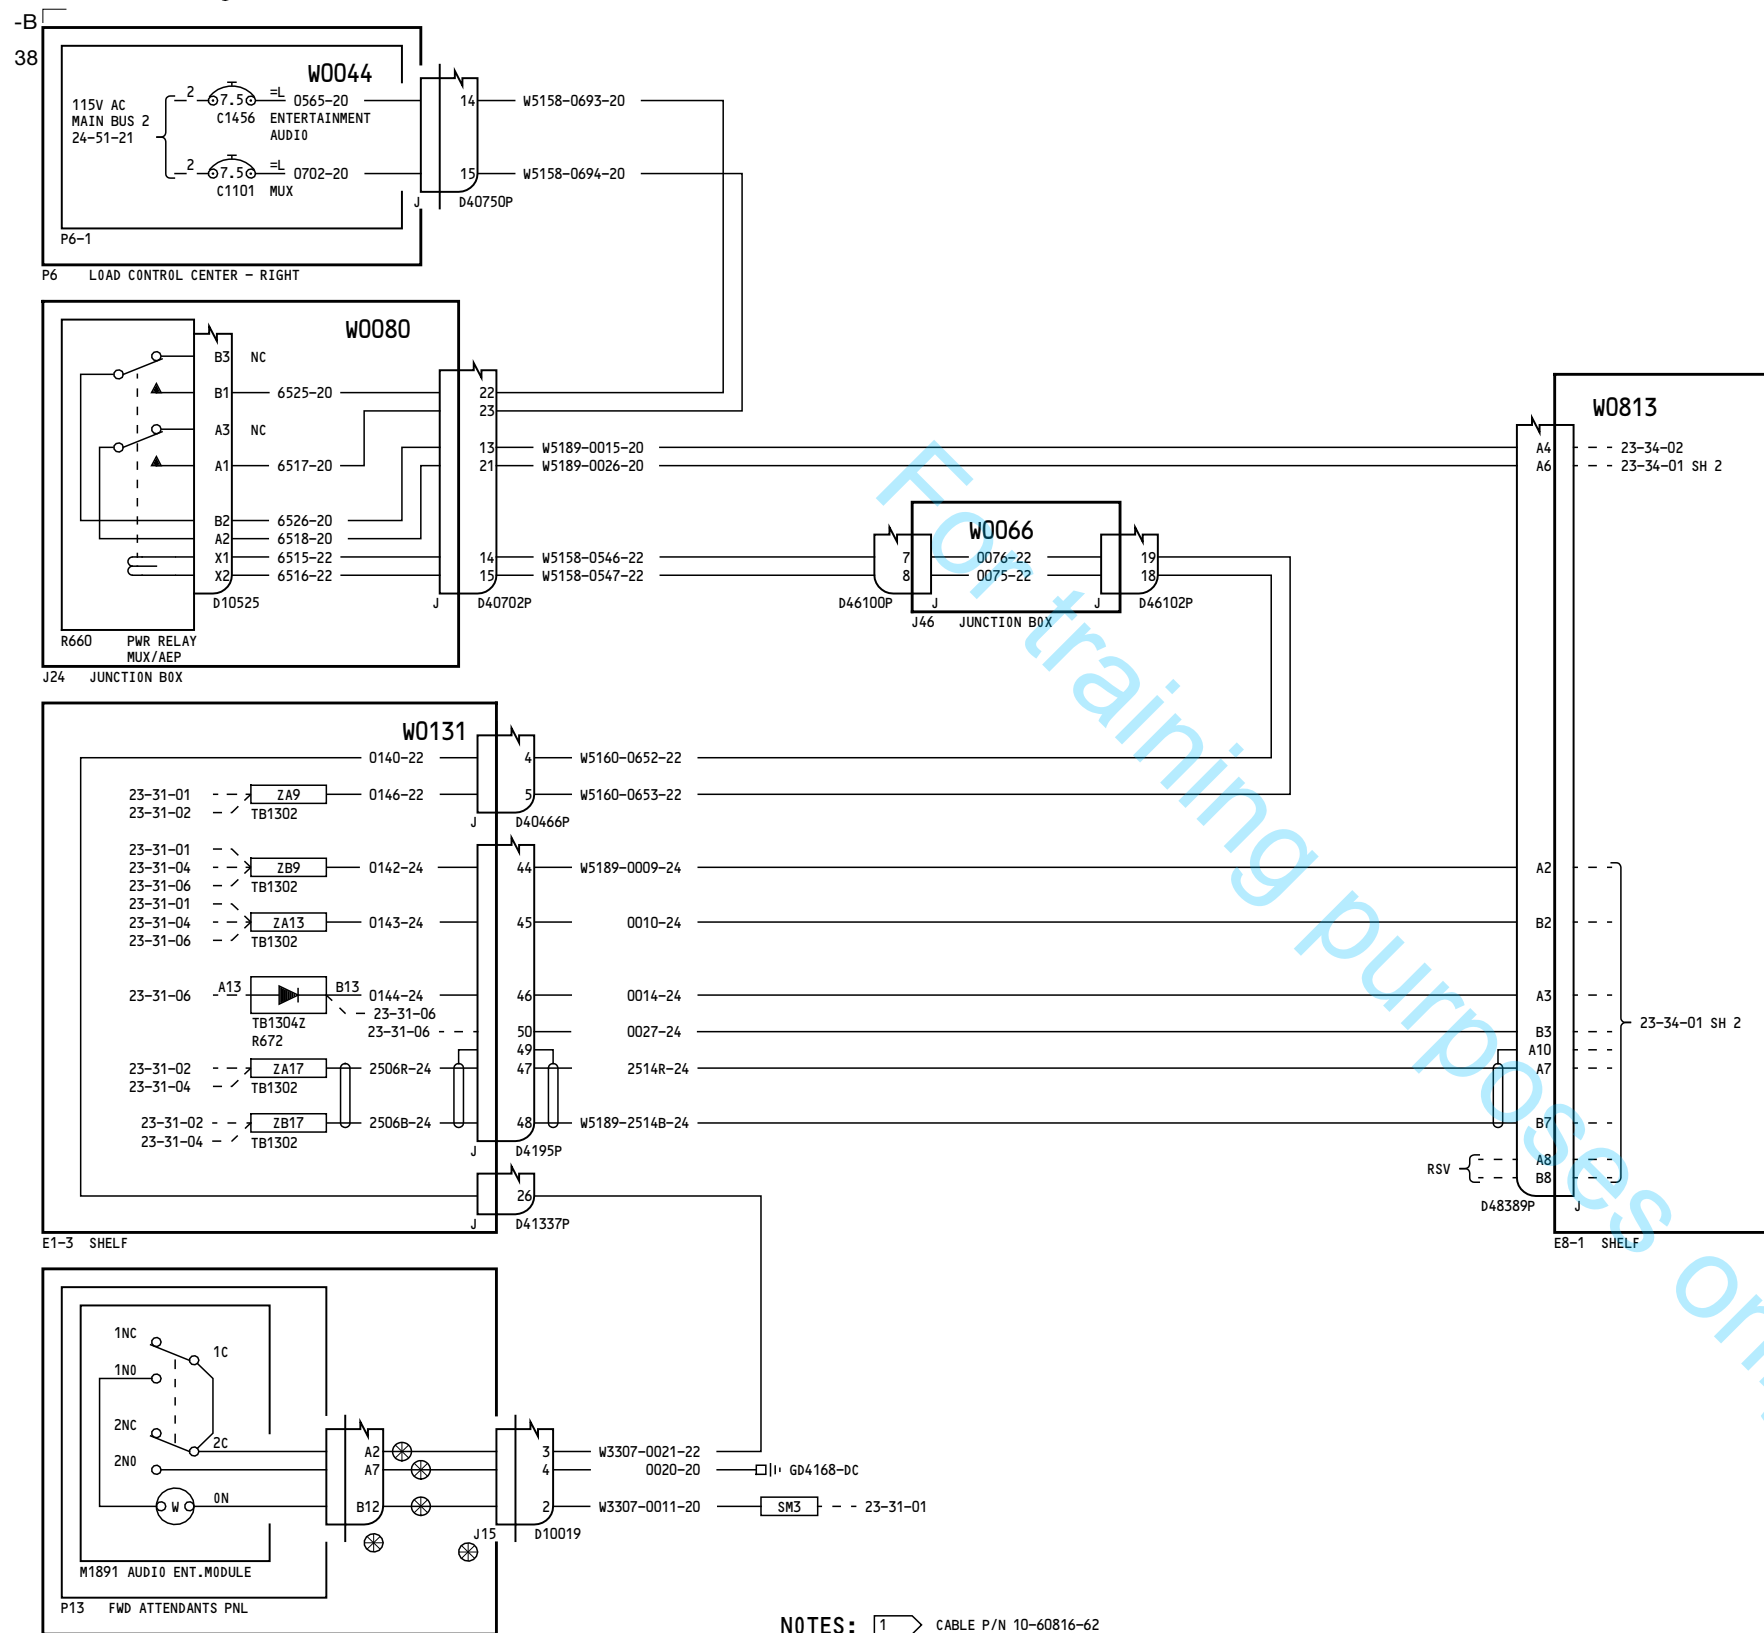 -B
38
W0044
115V AC
MAIN BUS 2
24-51-21
2 7.5 =L 0565-20
C1456 ENTERTAINMENT
AUDIO
2 7.5 =L 0702-20
C1101 MUX
14 W5158-0693-20
15 W5158-0694-20
J D40750P
P6-1
P6 LOAD CONTROL CENTER - RIGHT
W0080
B3 NC
B1 6525-20 22
23
A3 NC
13 W5189-0015-20
A1 6517-20 21 W5189-0026-20
B2 6526-20
A2 6518-20
X1 6515-22 14 W5158-0546-22
X2 6516-22 15 W5158-0547-22
D10525 J D40702P
R660 PWR RELAY
MUX/AEP
J24 JUNCTION BOX
W0066
7 0076-22 19
8 0075-22 18
D46100P J J D46102P
J46 JUNCTION BOX
W0813
A4 23-34-02
A6 23-34-01 SH 2
W0131
0140-22 4 W5160-0652-22
23-31-01 ZA9 0146-22 5 W5160-0653-22
23-31-02 TB1302
J D40466P
23-31-01
23-31-04 ZB9 0142-24 44 W5189-0009-24 A2
23-31-06 TB1302
23-31-01
23-31-04 ZA13 0143-24 45 0010-24 B2
23-31-06 TB1302
23-31-06 A13 B13 0144-24 46 0014-24 A3
23-31-06
TB1304Z 23-31-06 50 0027-24 B3
R672 49 A10
23-34-01 SH 2
23-31-02 ZA17 2506R-24 47 2514R-24 A7
23-31-04 TB1302
23-31-02 ZB17 2506B-24 48 W5189-2514B-24 B7
23-31-04 TB1302
J D4195P
RSV A8
B8
26
J D41337P
D48389P J
E1-3 SHELF
E8-1 SHELF
1NC
1C
1NO
2NC
2C
2NO
W ON
A2 3 W3307-0021-22
A7 4 0020-20 GD4168-DC
B12 2 W3307-0011-20 SM3 23-31-01
J15 D10019
M1891 AUDIO ENT.MODULE
P13 FWD ATTENDANTS PNL
NOTES: 1 CABLE P/N 10-60816-62
For training purposes only